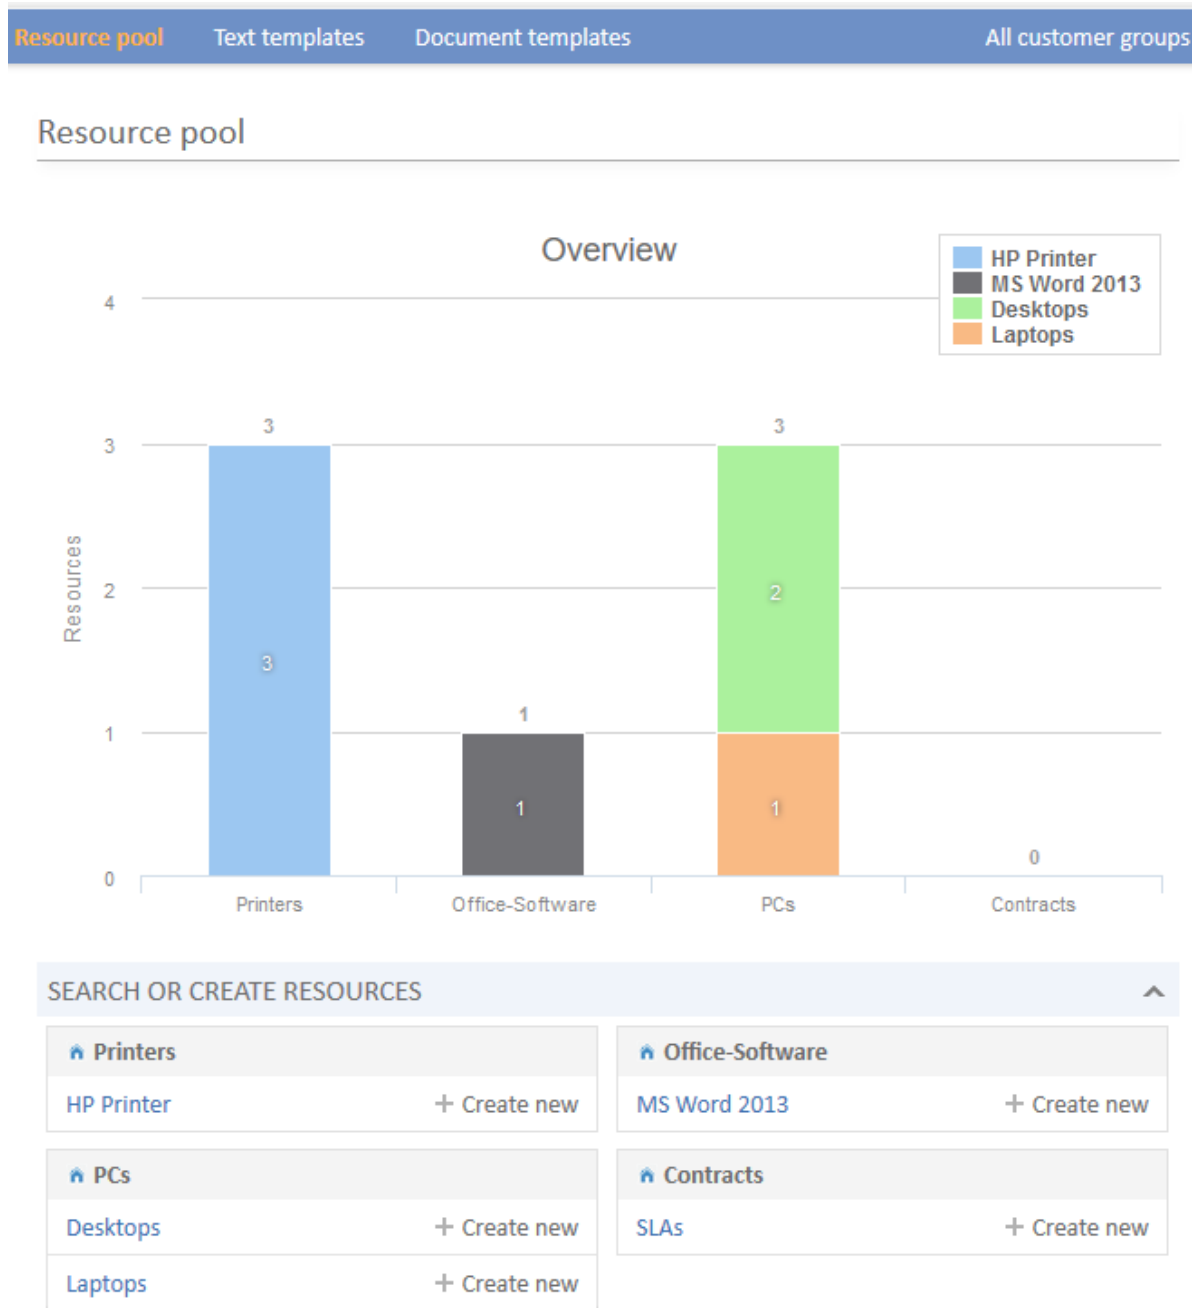 Resource pool Text templates Document templates All customer groups
Resource pool
Overview
HP Printer
MS Word 2013
Desktops
Laptops
4
3
2
1
0
Resources
3
3
1
1
3
2
1
0
Printers Office-Software PCs Contracts
SEARCH OR CREATE RESOURCES
Printers
HP Printer + Create new
Office-Software
MS Word 2013 + Create new
PCs
Desktops + Create new
Laptops + Create new
Contracts
SLAs + Create new